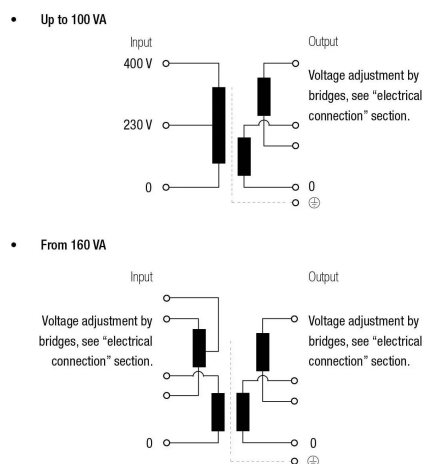 • Up to 100 VA
Input
Output
400 V
Voltage adjustment by
bridges, see “electrical
connection” section.
230 V
0
0
• From 160 VA
Input
Output
Voltage adjustment by
bridges, see “electrical
connection” section.
Voltage adjustment by
bridges, see “electrical
connection” section.
0
0